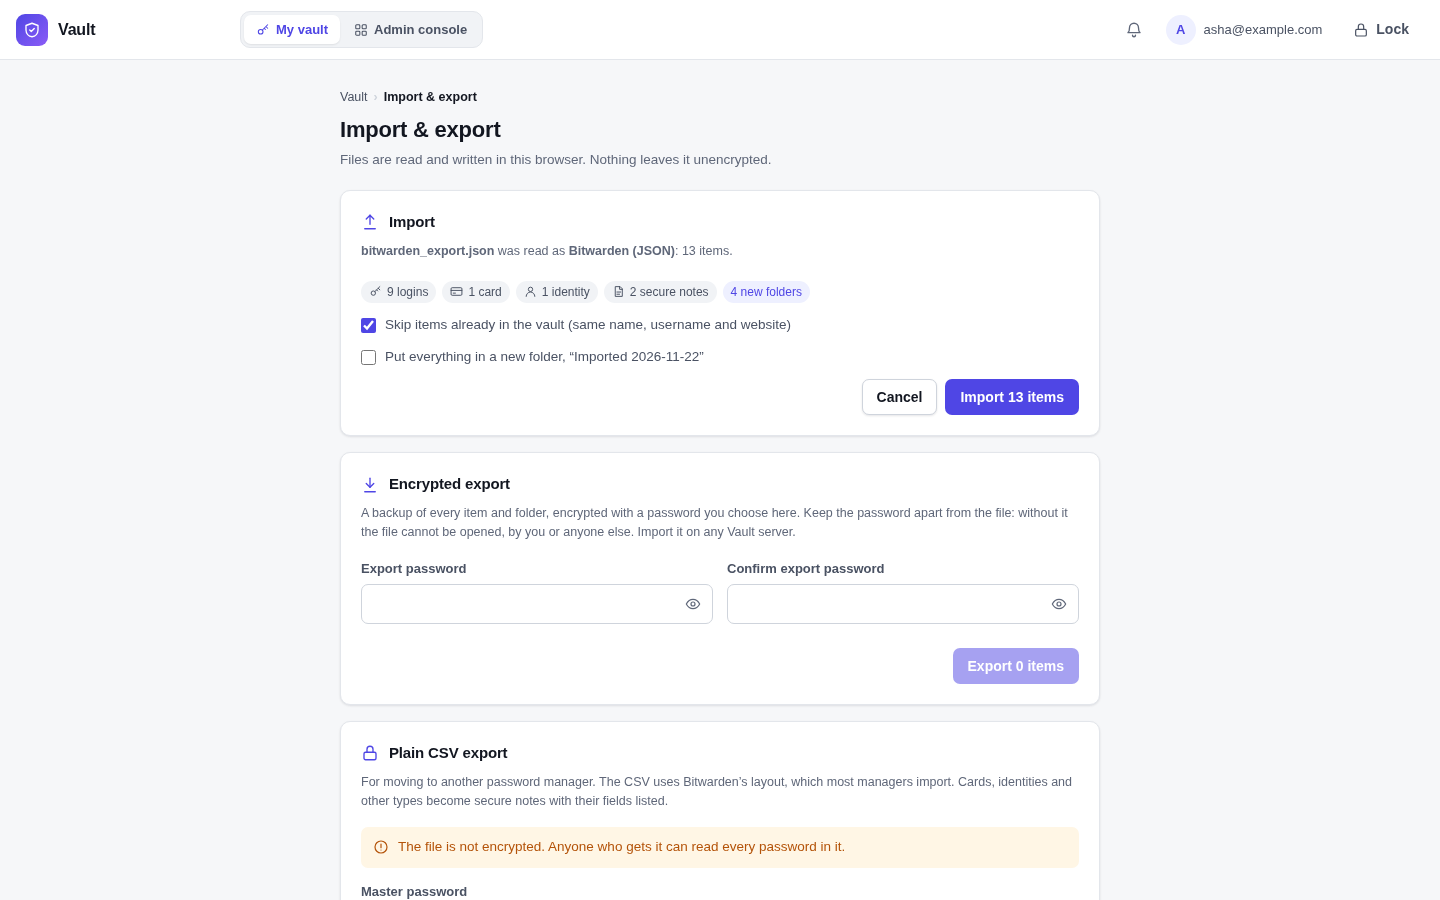 Vault
My vault
Admin console
A
asha@example.com
Lock
Vault › Import & export
Import & export
Files are read and written in this browser. Nothing leaves it unencrypted.
Import
bitwarden_export.json was read as Bitwarden (JSON): 13 items.
9 logins
1 card
1 identity
2 secure notes
4 new folders
Skip items already in the vault (same name, username and website)
Put everything in a new folder, “Imported 2026-11-22”
Cancel
Import 13 items
Encrypted export
A backup of every item and folder, encrypted with a password you choose here. Keep the password apart from the file: without it
the file cannot be opened, by you or anyone else. Import it on any Vault server.
Export password
Confirm export password
Export 0 items
Plain CSV export
For moving to another password manager. The CSV uses Bitwarden’s layout, which most managers import. Cards, identities and
other types become secure notes with their fields listed.
The file is not encrypted. Anyone who gets it can read every password in it.
Master password